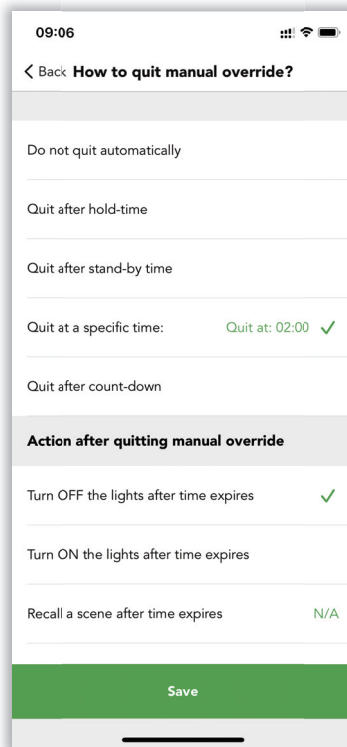 09:06
Back How to quit manual override?
Do not quit automatically
Quit after hold-time
Quit after stand-by time
Quit at a specific time: Quit at: 02:00
Quit after count-down
Action after quitting manual override
Turn OFF the lights after time expires
Turn ON the lights after time expires
Recall a scene after time expires N/A
Save